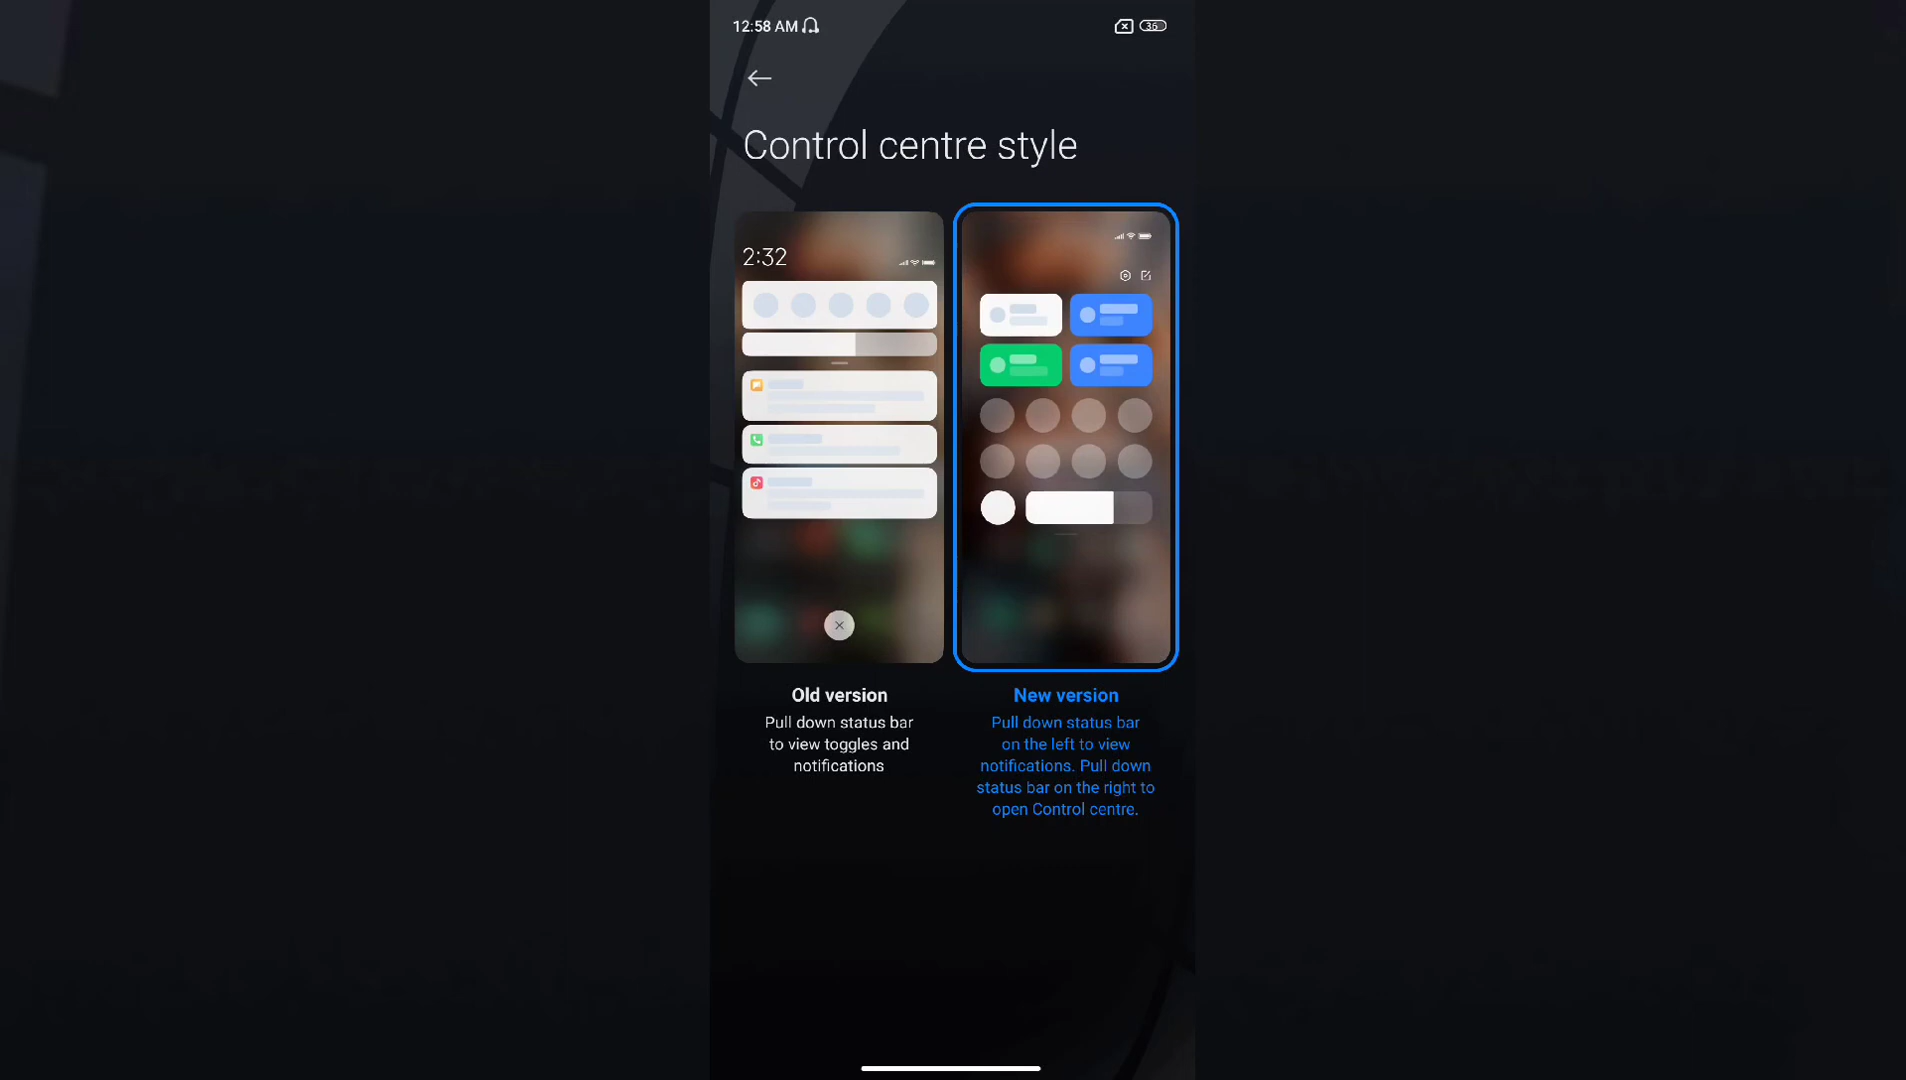 12:58 AM
36
Control centre style
2:32
Old version
Pull down status bar
to view toggles and
notifications
New version
Pull down status bar
on the left to view
notifications. Pull down
status bar on the right to
open Control centre.